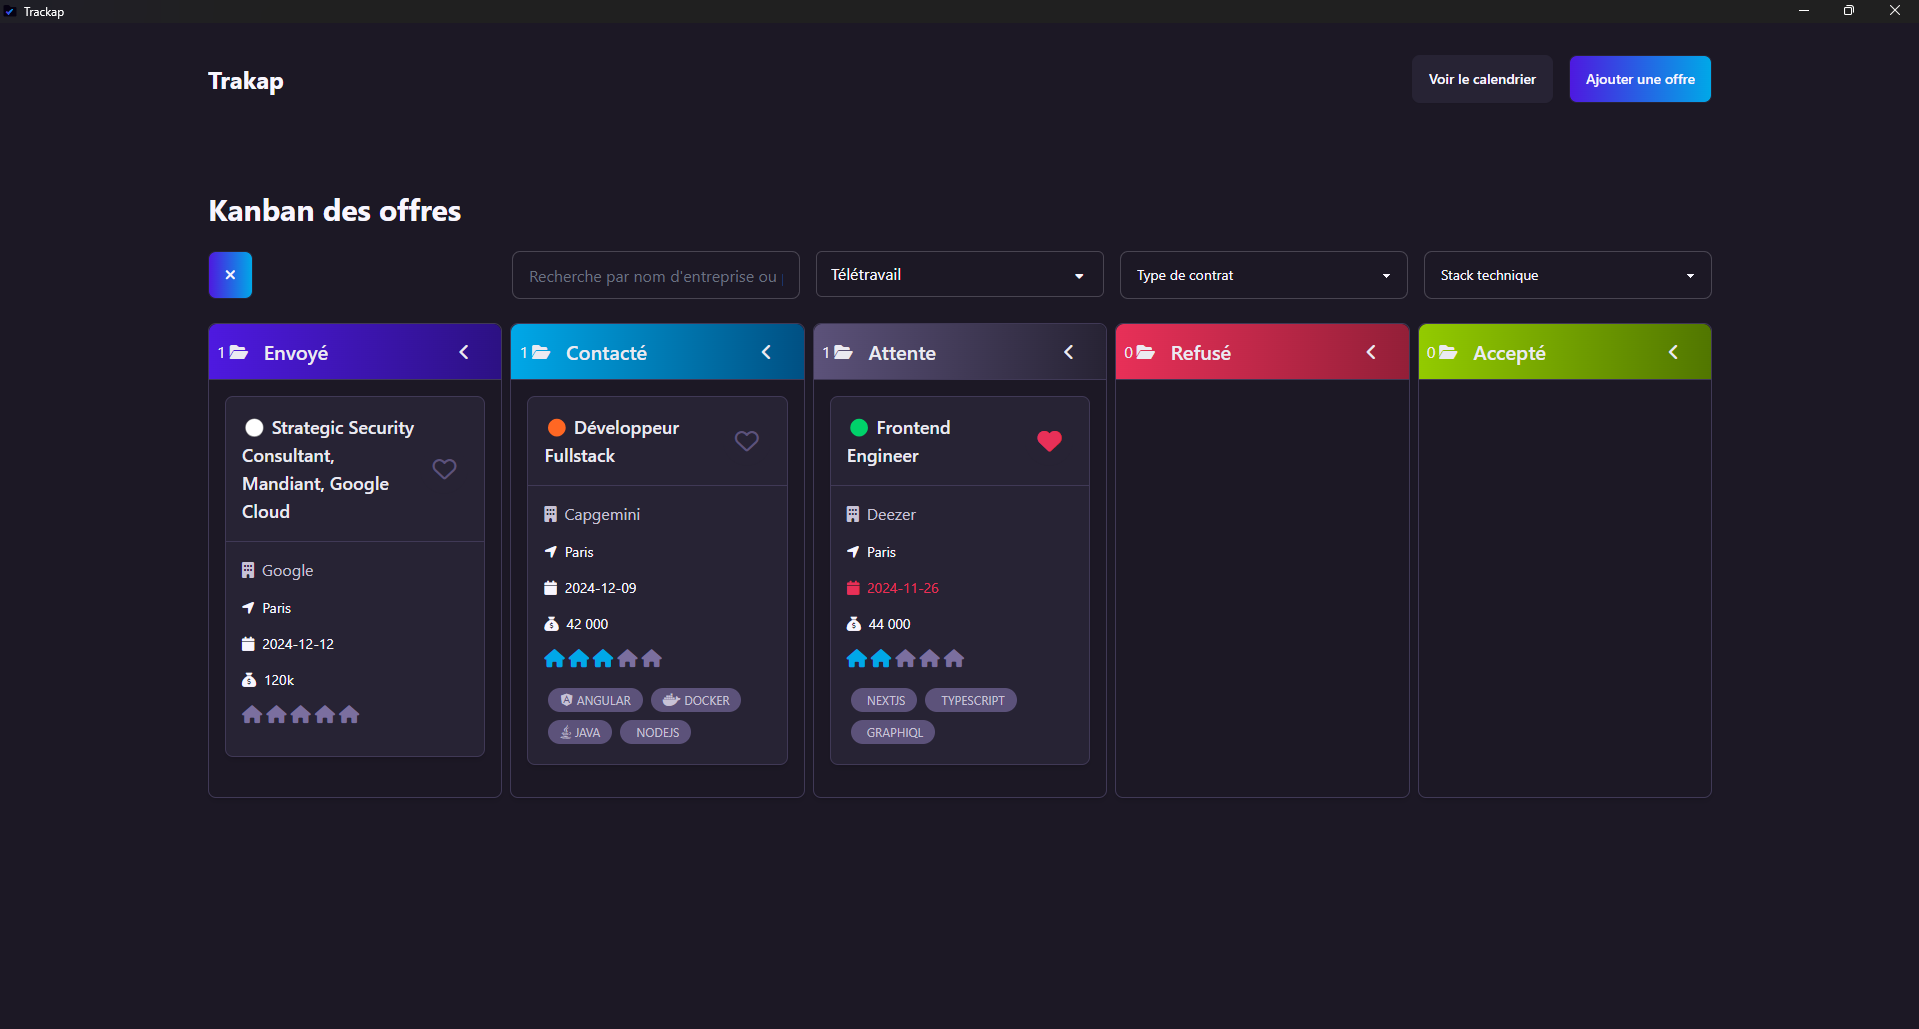 Trackap
Trakap
Voir le calendrier
Ajouter une offre
Kanban des offres
Recherche par nom d'entreprise ou
Télétravail
Type de contrat
Stack technique
1 Envoyé
1 Contacté
1 Attente
0 Refusé
0 Accepté
Strategic Security
Consultant,
Mandiant, Google
Cloud
Google
Paris
2024-12-12
120k
Développeur
Fullstack
Capgemini
Paris
2024-12-09
42 000
ANGULAR
DOCKER
JAVA
NODEJS
Frontend
Engineer
Deezer
Paris
2024-11-26
44 000
NEXTJS
TYPESCRIPT
GRAPHIQL